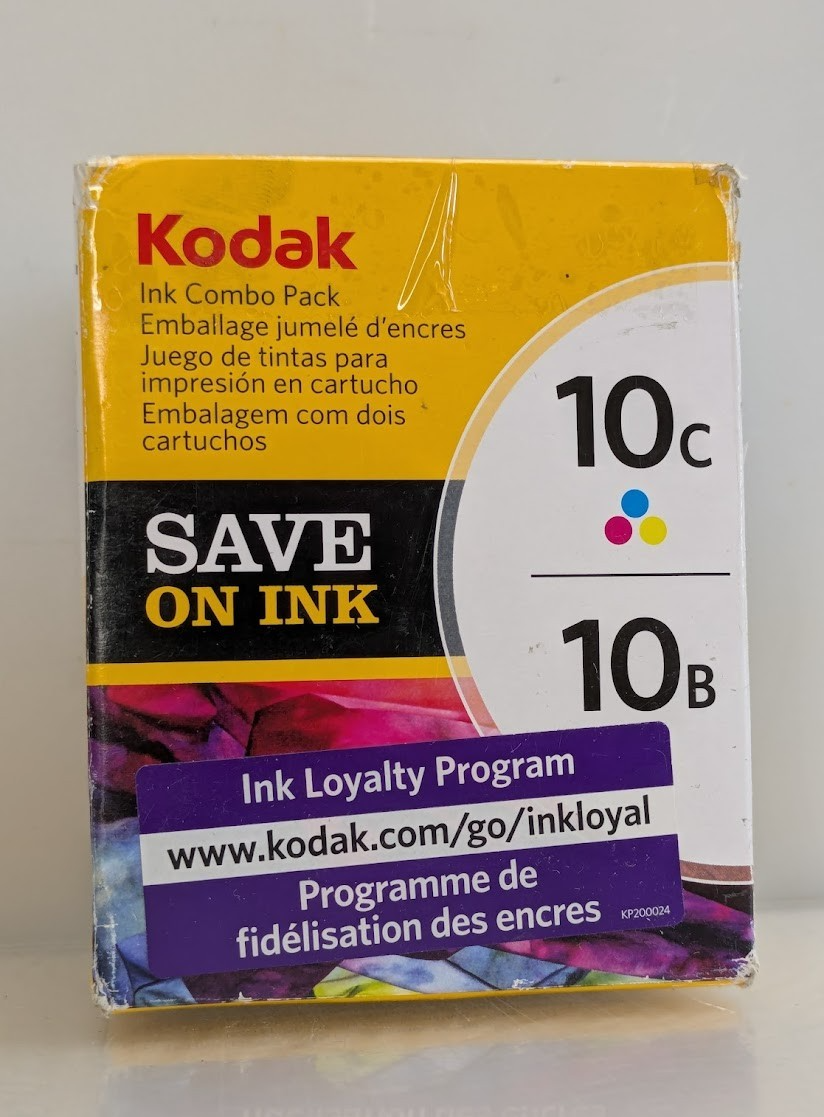 Kodak
Ink Combo Pack
Emballage jumelé d'encres
Juego de tintas para
impresión en cartucho
Embalagem com dois
cartuchos
SAVE
ON INK
10C
10B
Ink Loyalty Program
www.kodak.com/go/inkloyal
Programme de
fidélisation des encres
KP200024